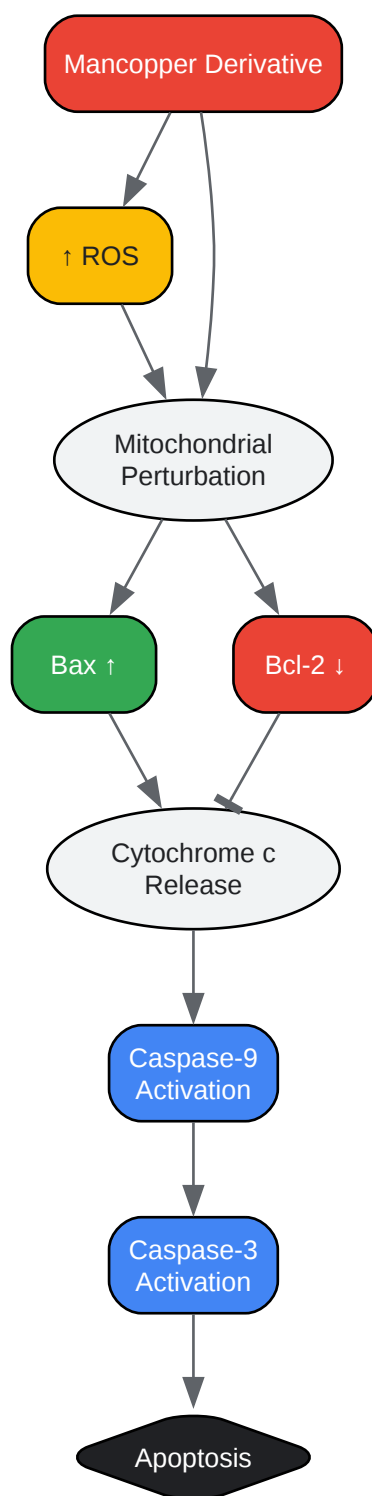 Mancopper Derivative
↑ ROS
Mitochondrial
Perturbation
Bax ↑
Bcl-2 ↓
Cytochrome c
Release
Caspase-9
Activation
Caspase-3
Activation
Apoptosis